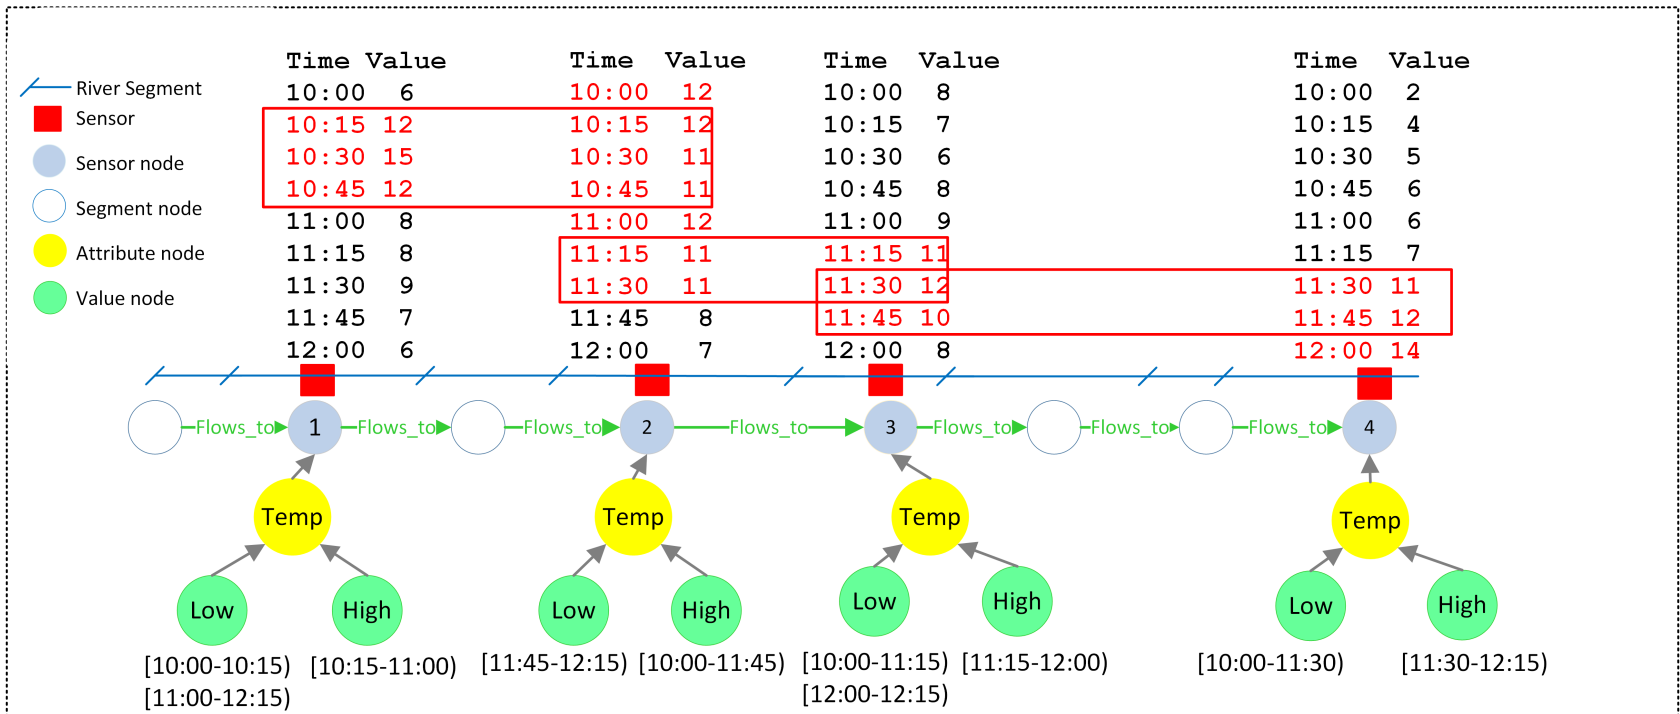 Time Value Time Value Time Value Time Value
10:00 6 10:00 12 10:00 8 10:00 2
10:15 12 10:15 12 10:15 7 10:15 4
10:30 15 10:30 11 10:30 6 10:30 5
10:45 12 10:45 11 10:45 8 10:45 6
11:00 8 11:00 12 11:00 9 11:00 6
11:15 8 11:15 11 11:15 11 11:15 7
11:30 9 11:30 11 11:30 12 11:30 11
11:45 7 11:45 8 11:45 10 11:45 12
12:00 6 12:00 7 12:00 8 12:00 14
River Segment
Sensor
Sensor node
Segment node
Attribute node
Value node
Flows_to 1 Flows_to Flows_to 2 Flows_to 3 Flows_to Flows_to Flows_to 4
Temp Temp Temp Temp
Low High Low High Low High Low High
[10:00-10:15) [10:15-11:00) [11:45-12:15) [10:00-11:45) [10:00-11:15) [11:15-12:00) [10:00-11:30) [11:30-12:15)
[11:00-12:15) [12:00-12:15)